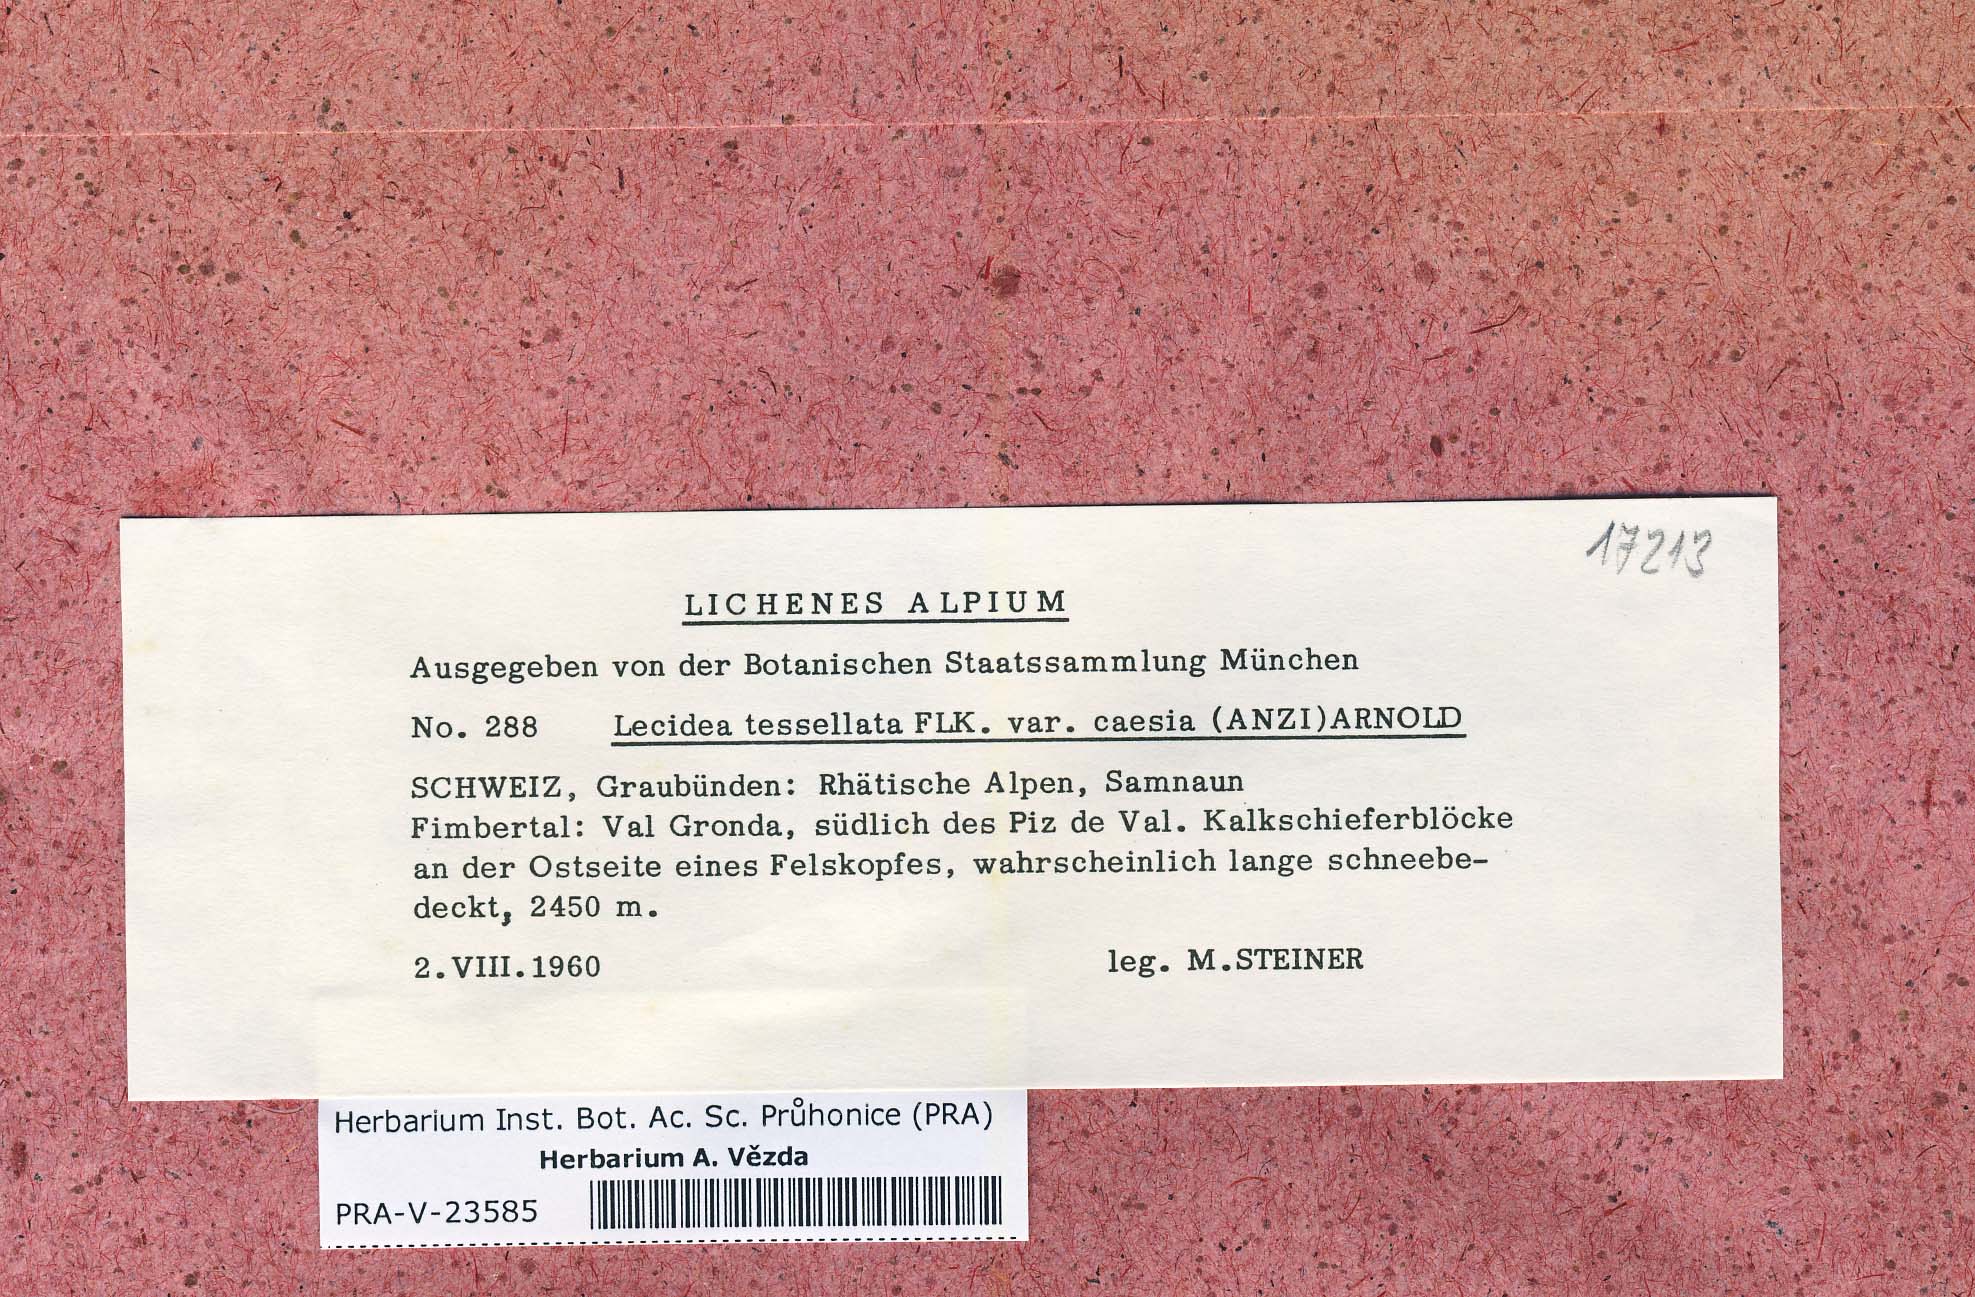 17213
LICHENES ALPIUM
Ausgegeben von der Botanischen Staatssammlung München
No. 288 Lecidea tessellata FLK. var. caesia (ANZI)ARNOLD
SCHWEIZ, Graubünden: Rhätische Alpen, Samnaun
Fimbertal: Val Gronda, südlich des Piz de Val. Kalkschieferblöcke
an der Ostseite eines Felskopfes, wahrscheinlich lange schneebe-
deckt, 2450 m.
2.VIII.1960 leg. M.STEINER
Herbarium Inst. Bot. Ac. Sc. Průhonice (PRA)
Herbarium A. Vězda
PRA-V-23585